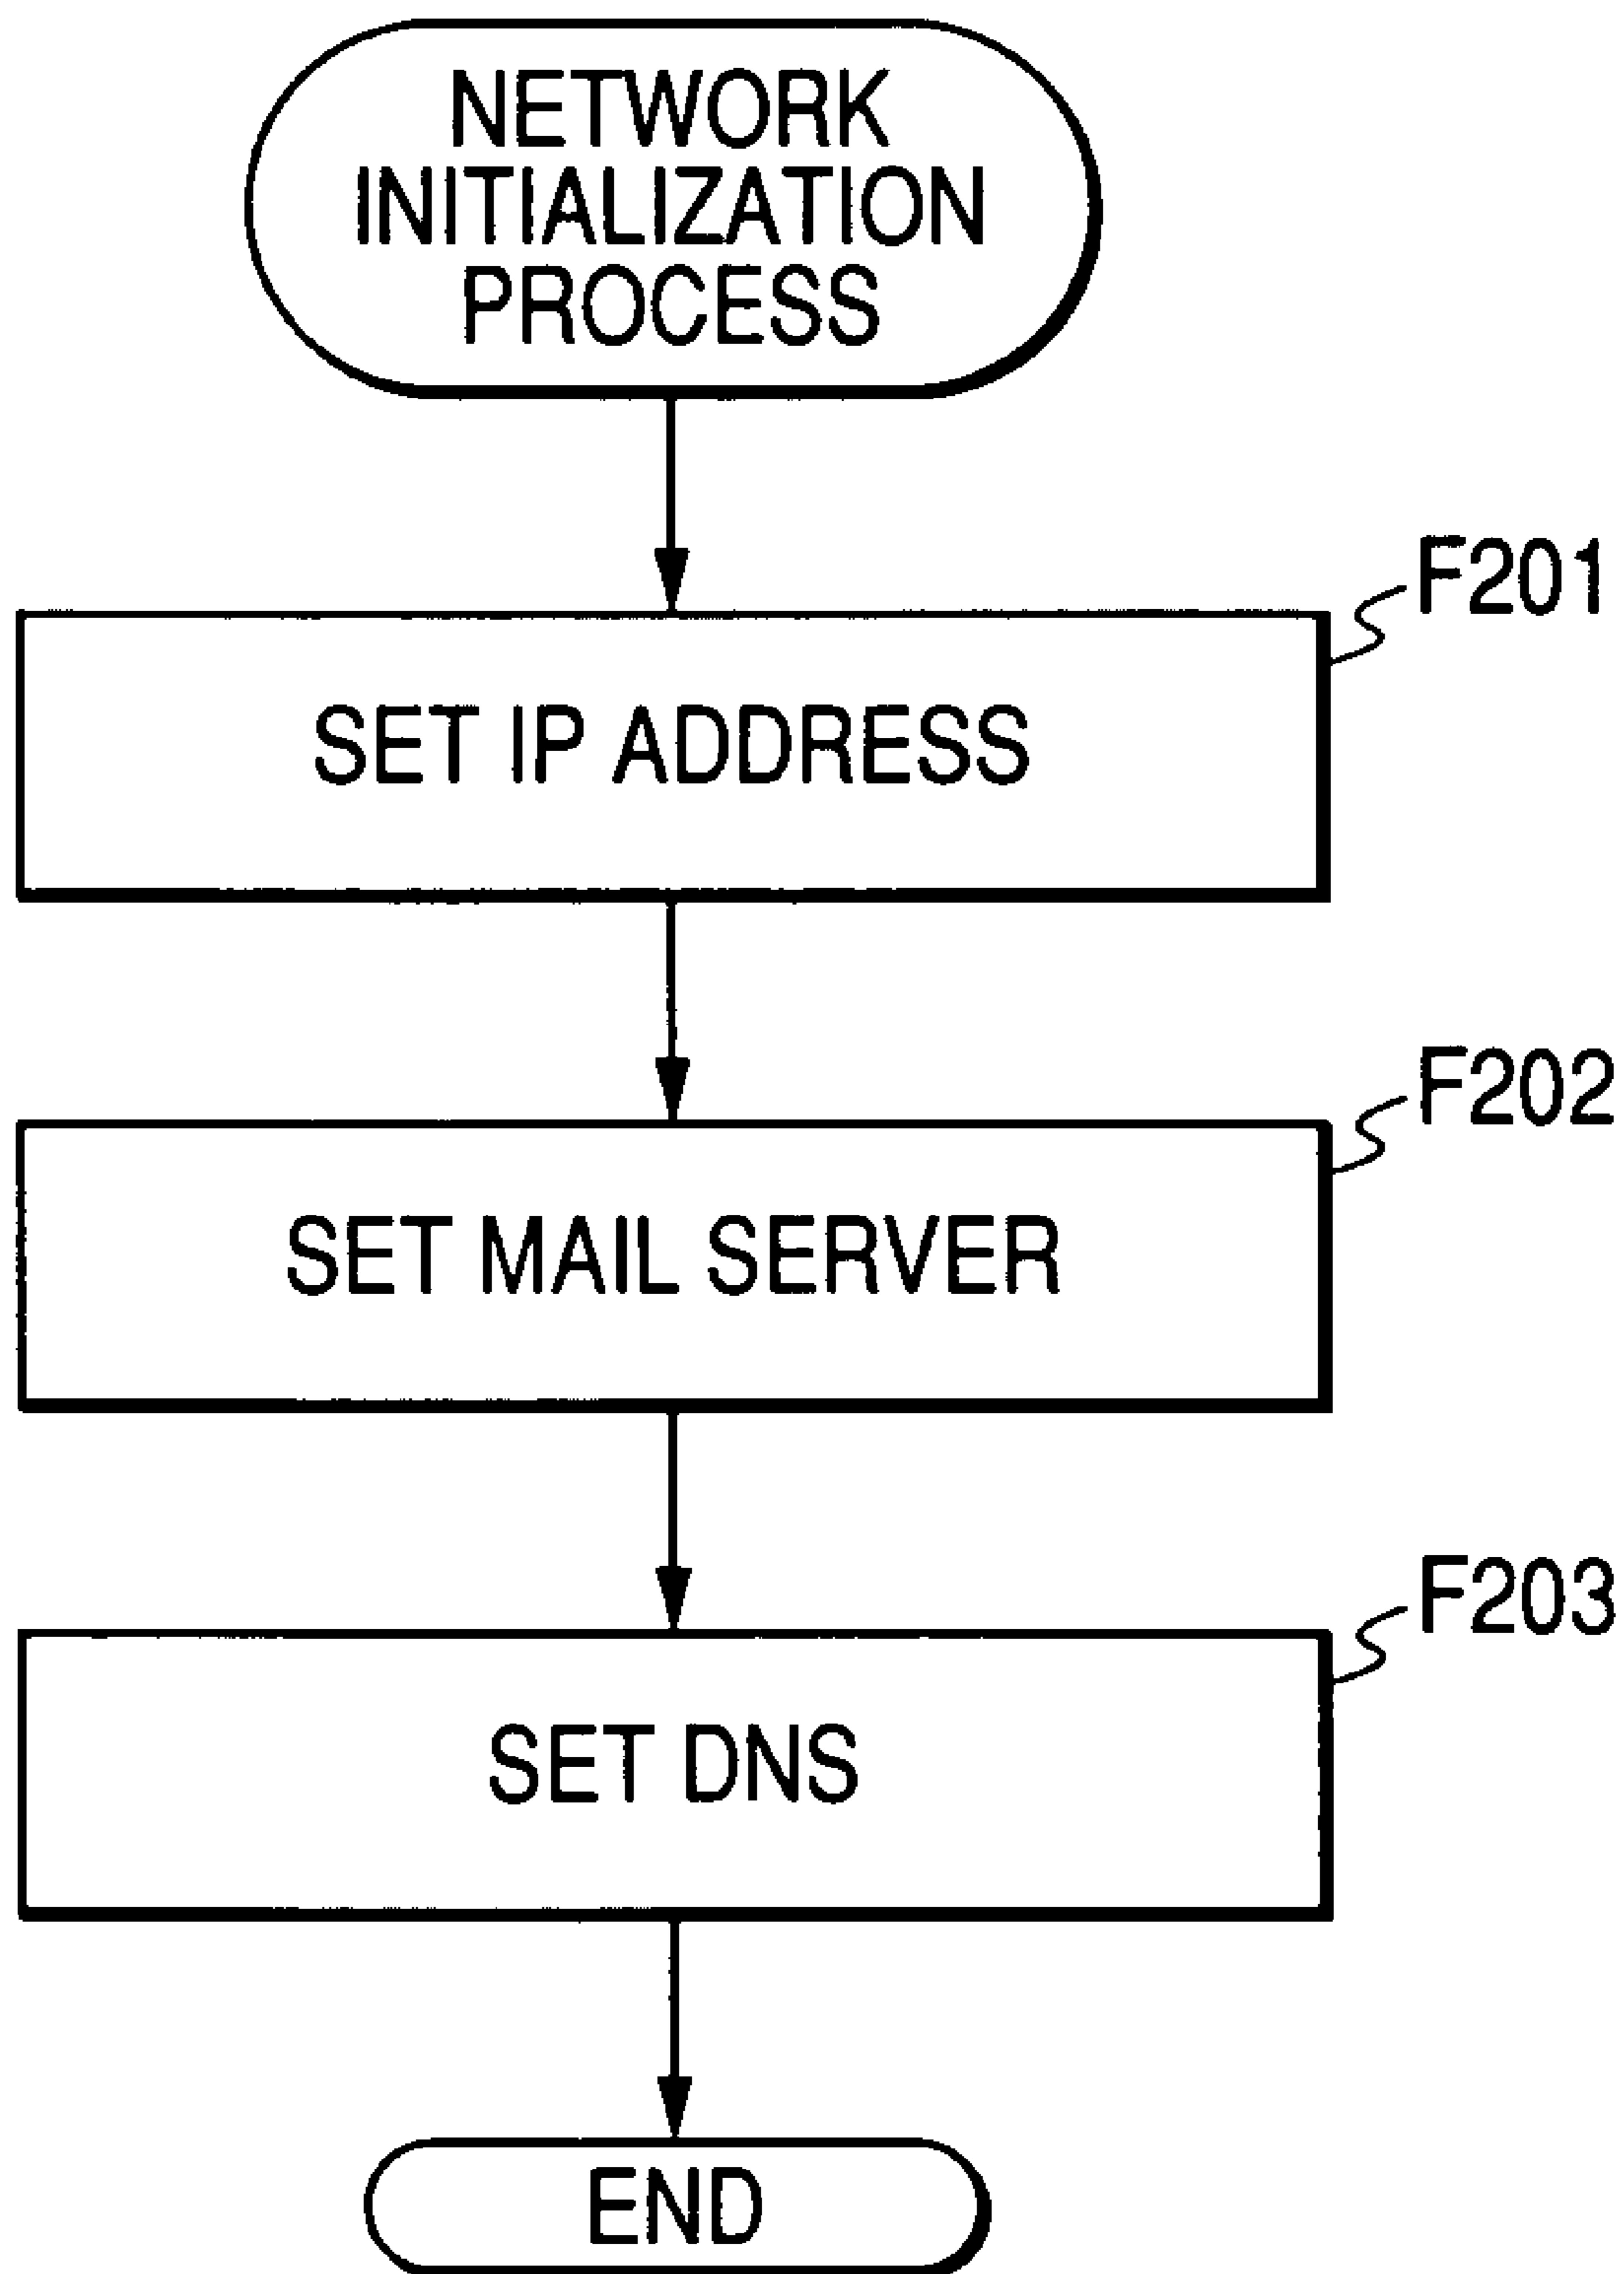 NETWORK
INITIALIZATION
PROCESS
F201
SET IP ADDRESS
F202
SET MAIL SERVER
F203
SET DNS
END